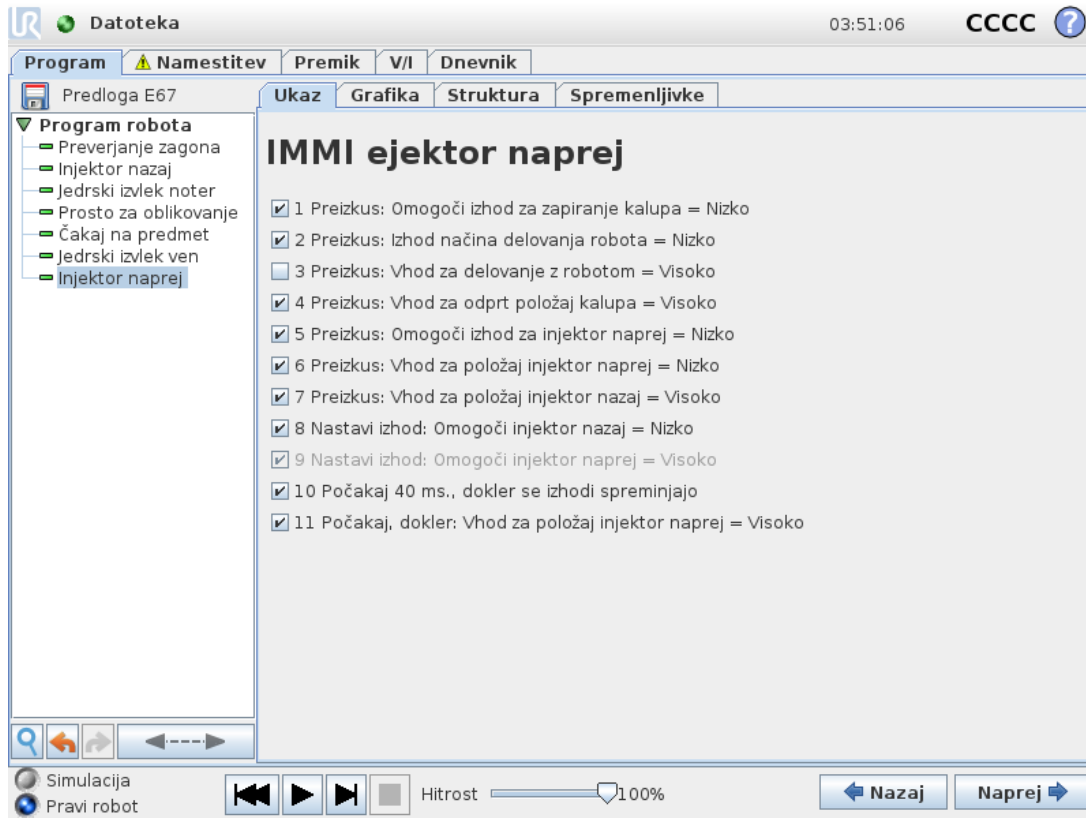 UR Datoteka 03:51:06 CCCC ?
Program Namestitev Premik V/I Dnevnik
Predloga E67 Ukaz Grafika Struktura Spremenljivke
Program robota
Preverjanje zagona
Injektor nazaj
Jedrski izvlek noter
Prosto za oblikovanje
Čakaj na predmet
Jedrski izvlek ven
Injektor naprej
IMMI ejektor naprej
1 Preizkus: Omogoči izhod za zapiranje kalupa = Nizko
2 Preizkus: Izhod načina delovanja robota = Nizko
3 Preizkus: Vhod za delovanje z robotom = Visoko
4 Preizkus: Vhod za odprt položaj kalupa = Visoko
5 Preizkus: Omogoči izhod za injektor naprej = Nizko
6 Preizkus: Vhod za položaj injektor naprej = Nizko
7 Preizkus: Vhod za položaj injektor nazaj = Visoko
8 Nastavi izhod: Omogoči injektor nazaj = Nizko
9 Nastavi izhod: Omogoči injektor naprej = Visoko
10 Počakaj 40 ms., dokler se izhodi spreminjajo
11 Počakaj, dokler: Vhod za položaj injektor naprej = Visoko
Simulacija
Pravi robot
Hitrost 100%
Nazaj Naprej